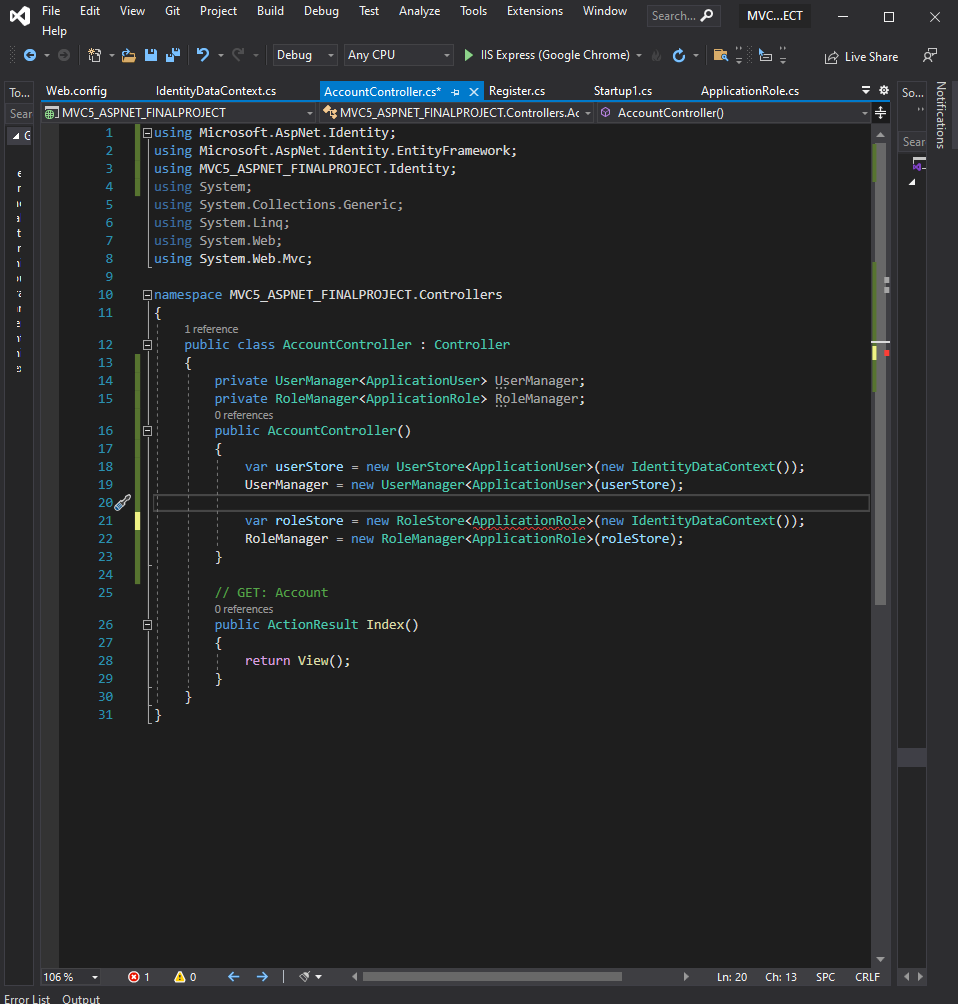 File Edit View Git Project Build Debug Test Analyze Tools Extensions Window Search... MVC...ECT
Help
Debug Any CPU IIS Express (Google Chrome) Live Share
To... Web.config IdentityDataContext.cs AccountController.cs* Register.cs Startup1.cs ApplicationRole.cs So... Notifications
Sear MVC5_ASPNET_FINALPROJECT MVC5_ASPNET_FINALPROJECT.Controllers.Ac AccountController()
Sear
1 using Microsoft.AspNet.Identity;
2 using Microsoft.AspNet.Identity.EntityFramework;
3 using MVC5_ASPNET_FINALPROJECT.Identity;
4 using System;
5 using System.Collections.Generic;
6 using System.Linq;
7 using System.Web;
8 using System.Web.Mvc;
9
10 namespace MVC5_ASPNET_FINALPROJECT.Controllers
11 {
1 reference
12 public class AccountController : Controller
13 {
14 private UserManager<ApplicationUser> UserManager;
15 private RoleManager<ApplicationRole> RoleManager;
0 references
16 public AccountController()
17 {
18 var userStore = new UserStore<ApplicationUser>(new IdentityDataContext());
19 UserManager = new UserManager<ApplicationUser>(userStore);
20
21 var roleStore = new RoleStore<ApplicationRole>(new IdentityDataContext());
22 RoleManager = new RoleManager<ApplicationRole>(roleStore);
23 }
24
25 // GET: Account
0 references
26 public ActionResult Index()
27 {
28 return View();
29 }
30 }
31 }
106 % 1 0 Ln: 20 Ch: 13 SPC CRLF
Error List Output